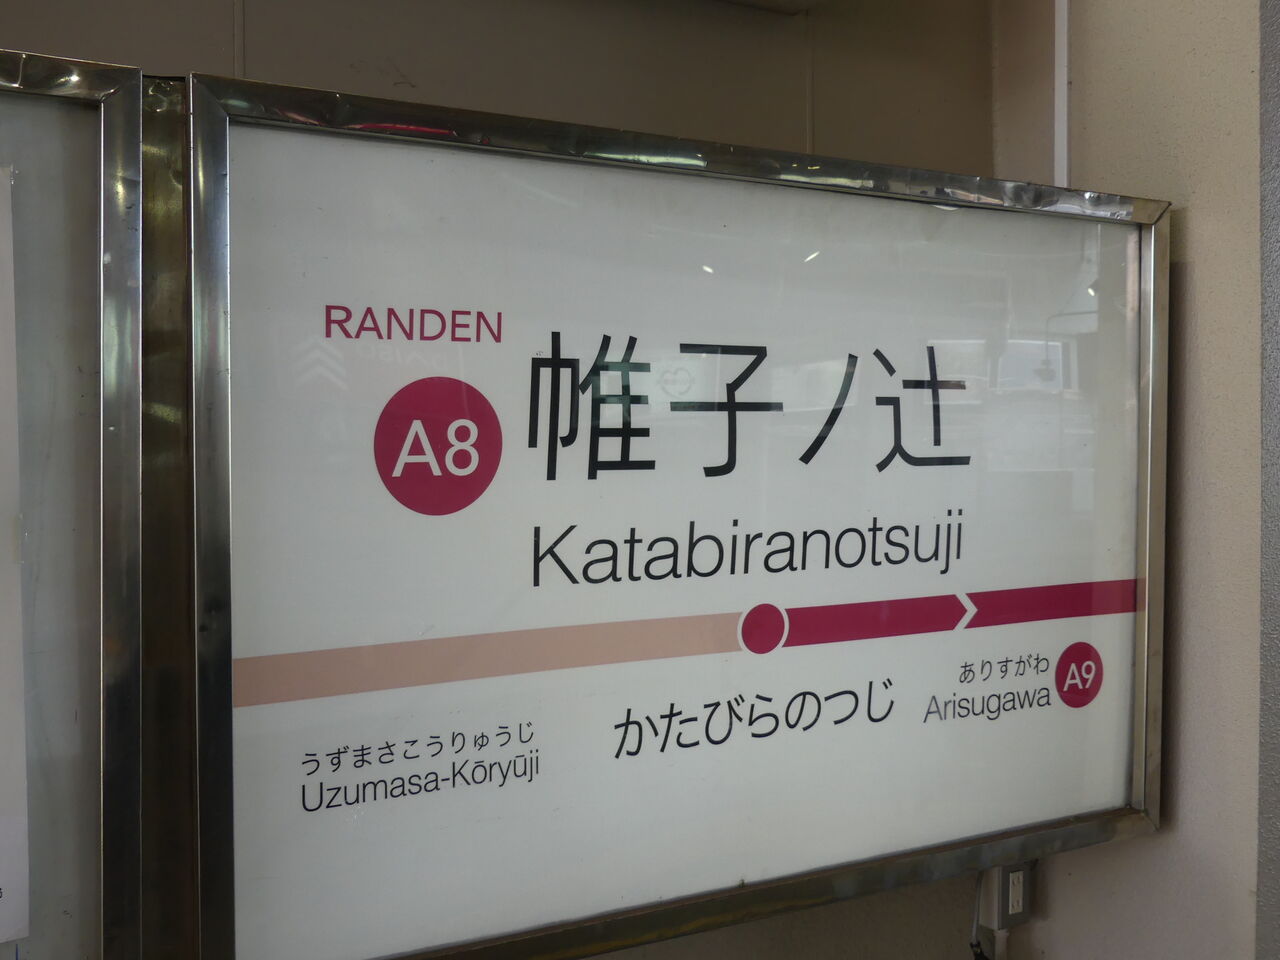 RANDEN
A8
帷子ノ辻
Katabiranotsuji
かたびらのつじ
うずまさこうりゅうじ
Uzumasa-Kōryūji
ありすがわ
Arisugawa
A9